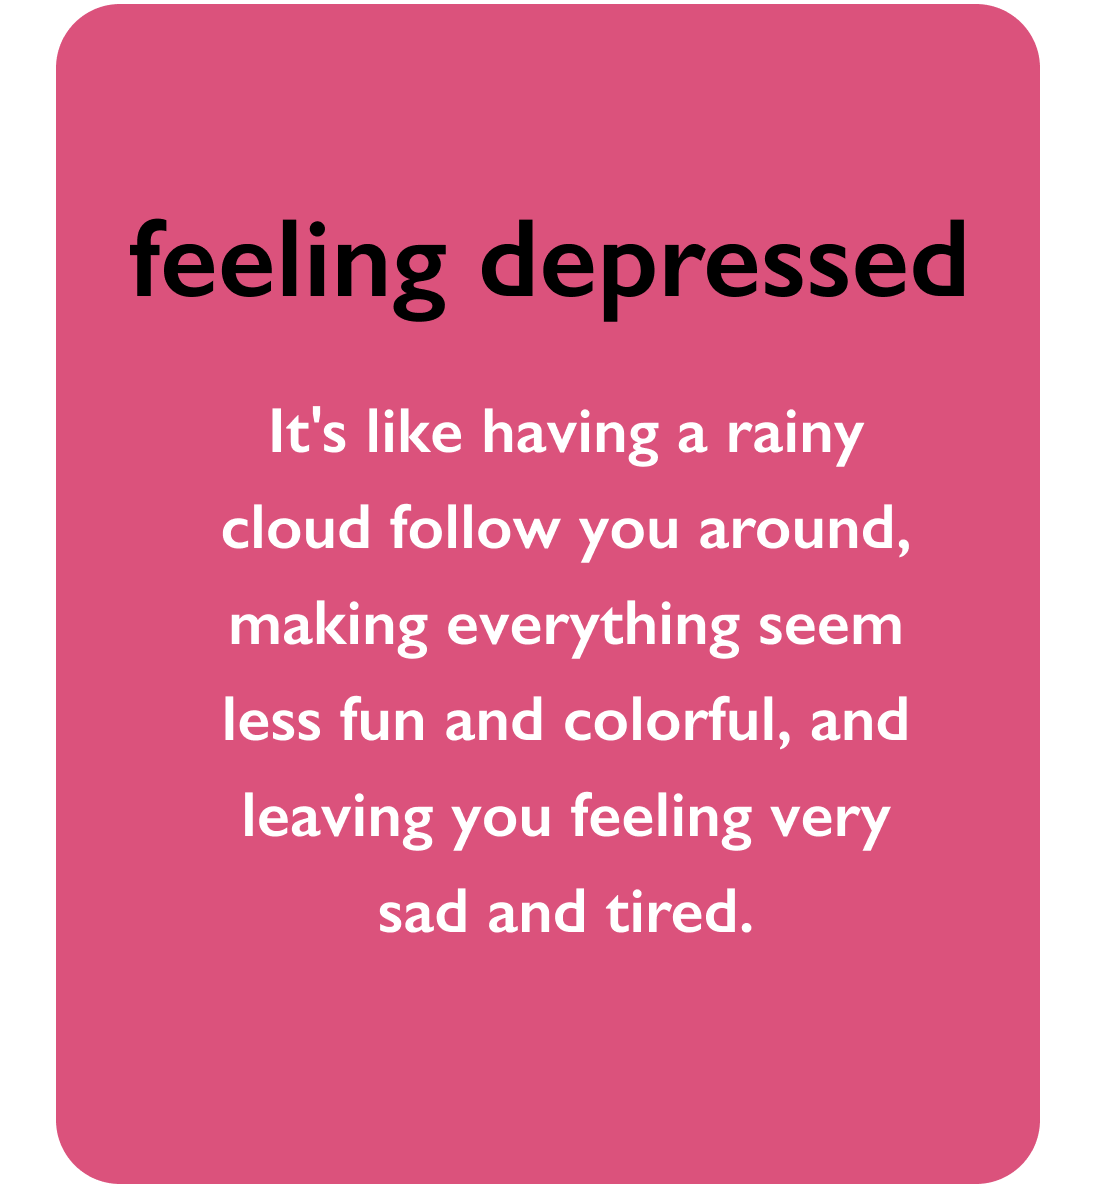 feeling depressed
It's like having a rainy
cloud follow you around,
making everything seem
less fun and colorful, and
leaving you feeling very
sad and tired.